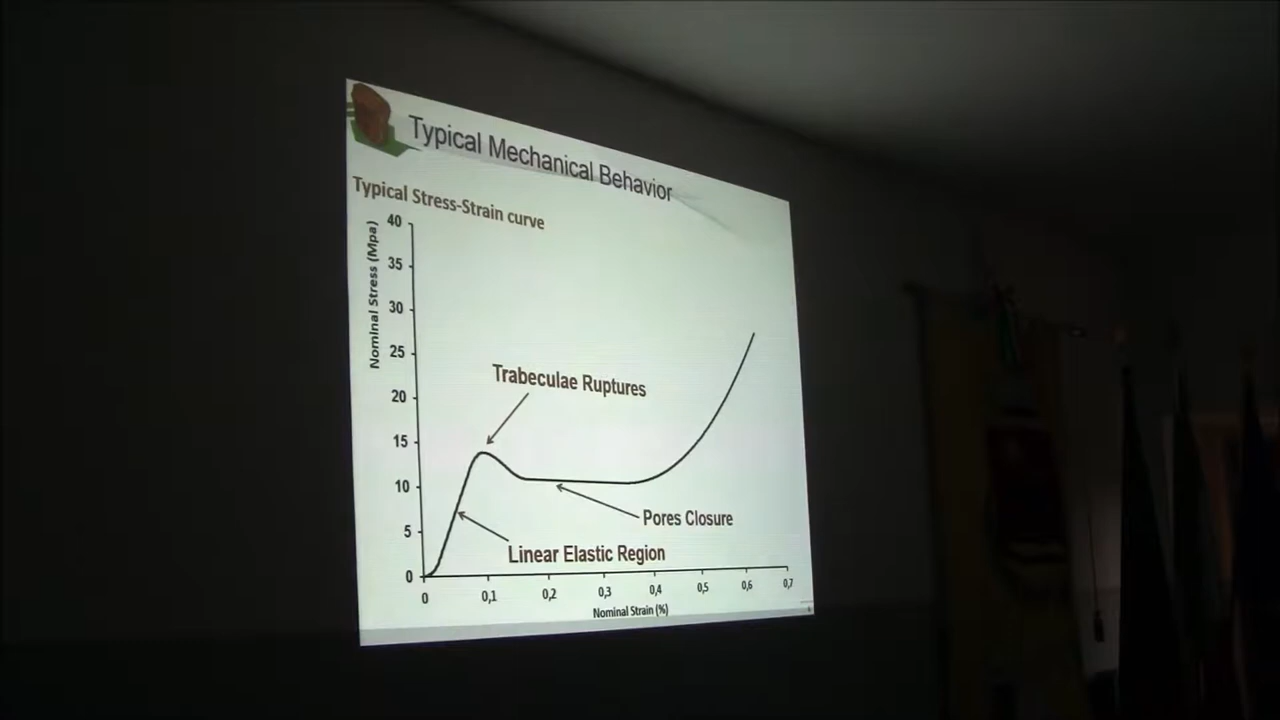 Typical Mechanical Behavior
Typical Stress-Strain curve
Nominal Stress (Mpa)
40
35
30
25
20
15
10
5
0
Trabeculae Ruptures
Pores Closure
Linear Elastic Region
0 0,1 0,2 0,3 0,4 0,5 0,6 0,7
Nominal Strain (%)